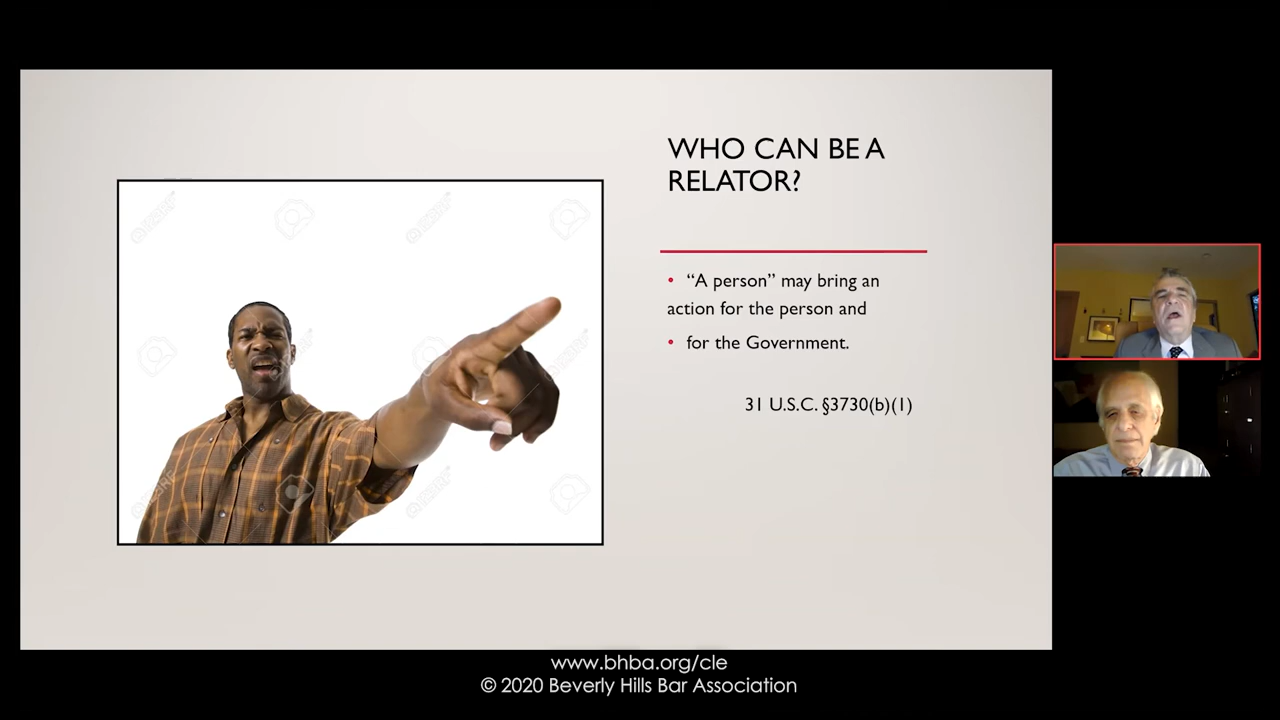 WHO CAN BE A
RELATOR?
• “A person” may bring an
action for the person and
• for the Government.
31 U.S.C. §3730(b)(1)
www.bhba.org/cle
© 2020 Beverly Hills Bar Association